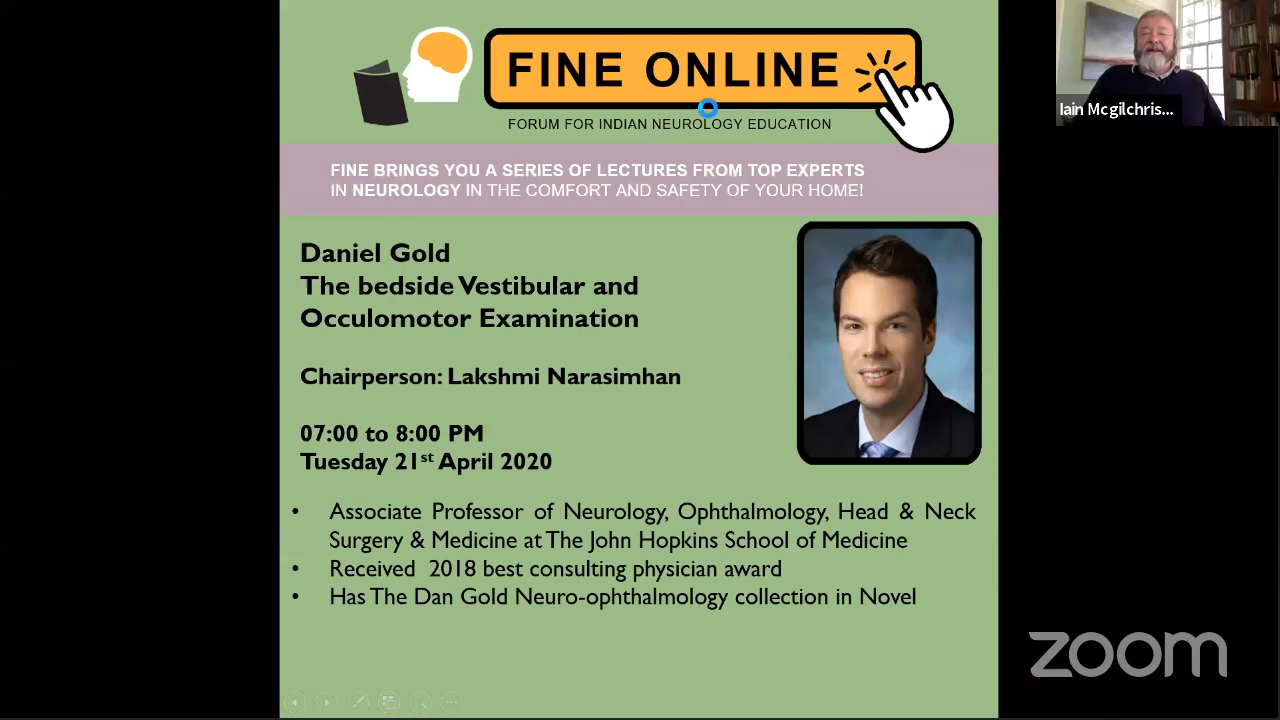 FINE ONLINE
FORUM FOR INDIAN NEUROLOGY EDUCATION
Iain Mcgilchris...
FINE BRINGS YOU A SERIES OF LECTURES FROM TOP EXPERTS
IN NEUROLOGY IN THE COMFORT AND SAFETY OF YOUR HOME!
Daniel Gold
The bedside Vestibular and
Occulomotor Examination
Chairperson: Lakshmi Narasimhan
07:00 to 8:00 PM
Tuesday 21st April 2020
• Associate Professor of Neurology, Ophthalmology, Head & Neck
Surgery & Medicine at The John Hopkins School of Medicine
• Received 2018 best consulting physician award
• Has The Dan Gold Neuro-ophthalmology collection in Novel
zoom